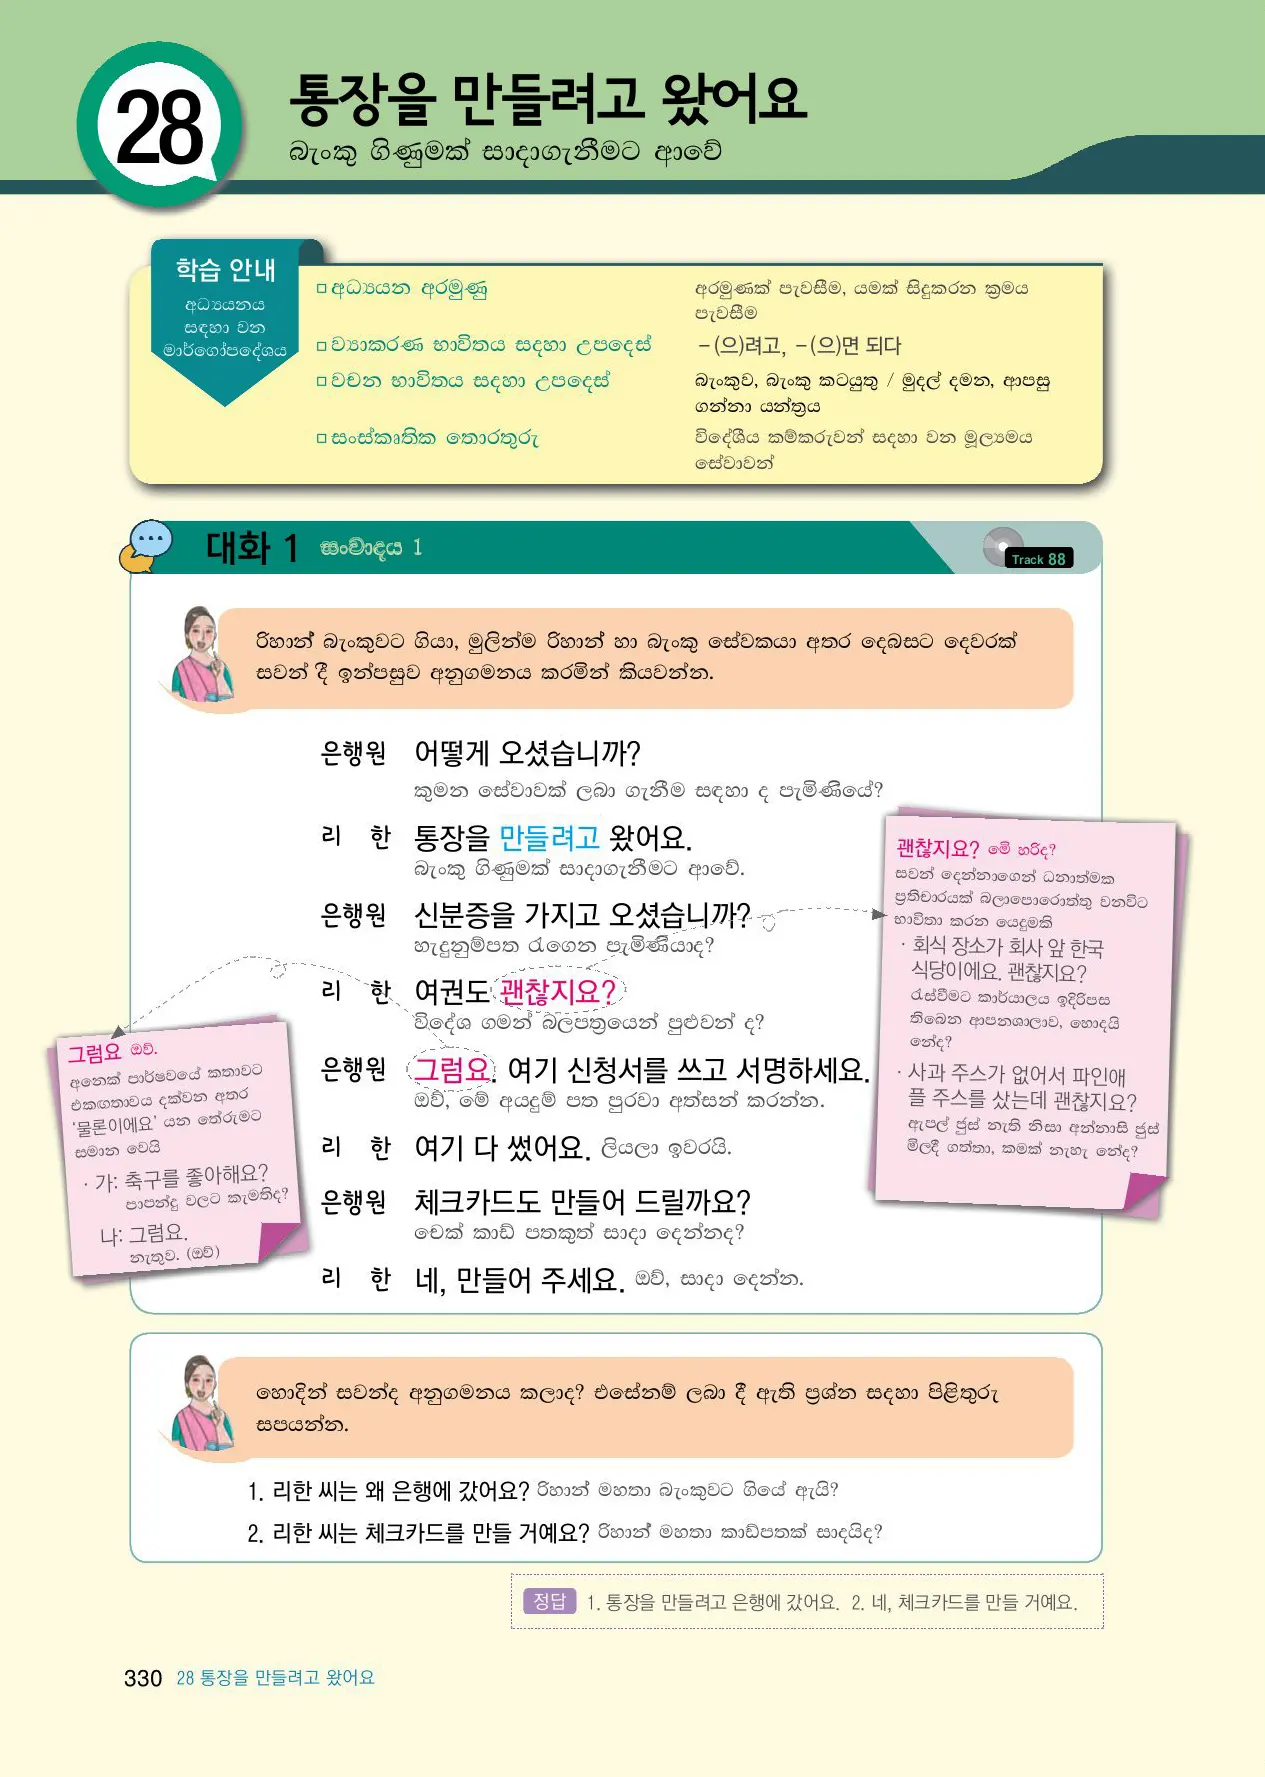 28
통장을 만들려고 왔어요
බැංකු ගිණුමක් සාදාගැනීමට ආවේ
학습 안내
අධ්‍යයනය
සඳහා වන
මාර්ගෝපදේශය
□ අධ්‍යයන අරමුණු
අරමුණක් පැවසීම, යමක් සිදුකරන ක්‍රමය
පැවසීම
□ ව්‍යාකරණ භාවිතය සදහා උපදෙස්
-(으)려고, -(으)면 되다
□ වචන භාවිතය සදහා උපදෙස්
බැංකුව, බැංකු කටයුතු / මුදල් දමන, ආපසු
ගන්නා යන්ත්‍රය
□ සංස්කෘතික තොරතුරු
විදේශීය කම්කරුවන් සදහා වන මූල්‍යමය
සේවාවන්
대화 1 සංවාදය 1
Track 88
රිහාන් බැංකුවට ගියා, මුලින්ම රිහාන් හා බැංකු සේවකයා අතර දෙබසට දෙවරක්
සවන් දී ඉන්පසුව අනුගමනය කරමින් කියවන්න.
은행원 어떻게 오셨습니까?
කුමන සේවාවක් ලබා ගැනීම සඳහා ද පැමිණියේ?
리 한 통장을 만들려고 왔어요.
බැංකු ගිණුමක් සාදාගැනීමට ආවේ.
은행원 신분증을 가지고 오셨습니까?
හැදුනුම්පත රැගෙන පැමිණියාද?
리 한 여권도 괜찮지요?
විදේශ ගමන් බලපත්‍රයෙන් පුළුවන් ද?
은행원 그럼요. 여기 신청서를 쓰고 서명하세요.
ඔව්, මේ අයදුම් පත පුරවා අත්සන් කරන්න.
리 한 여기 다 썼어요. ලියලා ඉවරයි.
은행원 체크카드도 만들어 드릴까요?
චෙක් කාඩ් පතකුත් සාදා දෙන්නද?
리 한 네, 만들어 주세요. ඔව්, සාදා දෙන්න.
괜찮지요? මේ හරිද?
සවන් දෙන්නාගෙන් ධනාත්මක
ප්‍රතිචාරයක් බලාපොරොත්තු වනවිට
භාවිතා කරන යෙදුමකි
· 회식 장소가 회사 앞 한국
식당이에요. 괜찮지요?
රැස්වීමට කාර්යාලය ඉදිරිපස
තිබෙන ආපනශාලාව, හොදයි
නේද?
· 사과 주스가 없어서 파인애
플 주스를 샀는데 괜찮지요?
ඇපල් ජුස් නැති නිසා අන්නාසි ජුස්
මිලදී ගත්තා, කමක් නැහැ නේද?
그럼요 ඔව්.
අනෙක් පාර්ෂවයේ කතාවට
එකඟතාවය දක්වන අතර
‘물론이에요’ යන තේරුමට
සමාන වෙයි
· 가: 축구를 좋아해요?
පාපන්දු වලට කැමතිද?
나: 그럼요.
නැතුව. (ඔව්)
හොදින් සවන්ද අනුගමනය කලාද? එසේනම් ලබා දී ඇති ප්‍රශ්න සඳහා පිළිතුරු
සපයන්න.
1. 리한 씨는 왜 은행에 갔어요? රිහාන් මහතා බැංකුවට ගියේ ඇයි?
2. 리한 씨는 체크카드를 만들 거예요? රිහාන් මහතා කාඩ්පතක් සාදයිද?
정답 1. 통장을 만들려고 은행에 갔어요. 2. 네, 체크카드를 만들 거예요.
330 28 통장을 만들려고 왔어요